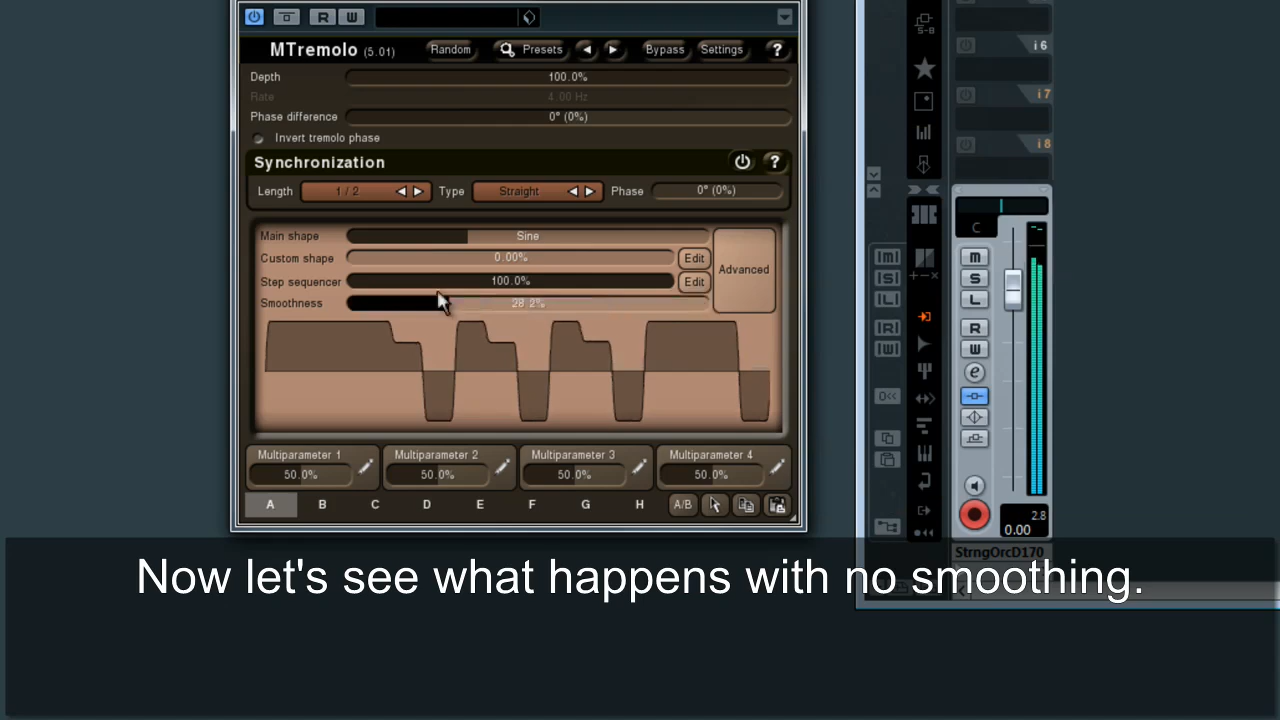 R W
MTremolo (5.01) Random Presets Bypass Settings ?
Depth 100.0%
Rate 4.00 Hz
Phase difference 0° (0%)
Invert tremolo phase
Synchronization ?
Length 1 / 2 Type Straight Phase 0° (0%)
Main shape Sine
Custom shape 0.00% Edit
Step sequencer 100.0% Edit
Smoothness 28.2%
Advanced
Multiparameter 1 Multiparameter 2 Multiparameter 3 Multiparameter 4
50.0% 50.0% 50.0% 50.0%
A B C D E F G H A/B
5-8
i 6
i 7
i 8
C
M M
S S
L L
R R
W W
e
0<<
2.8
0.00
StrngOrcD170
Now let's see what happens with no smoothing.